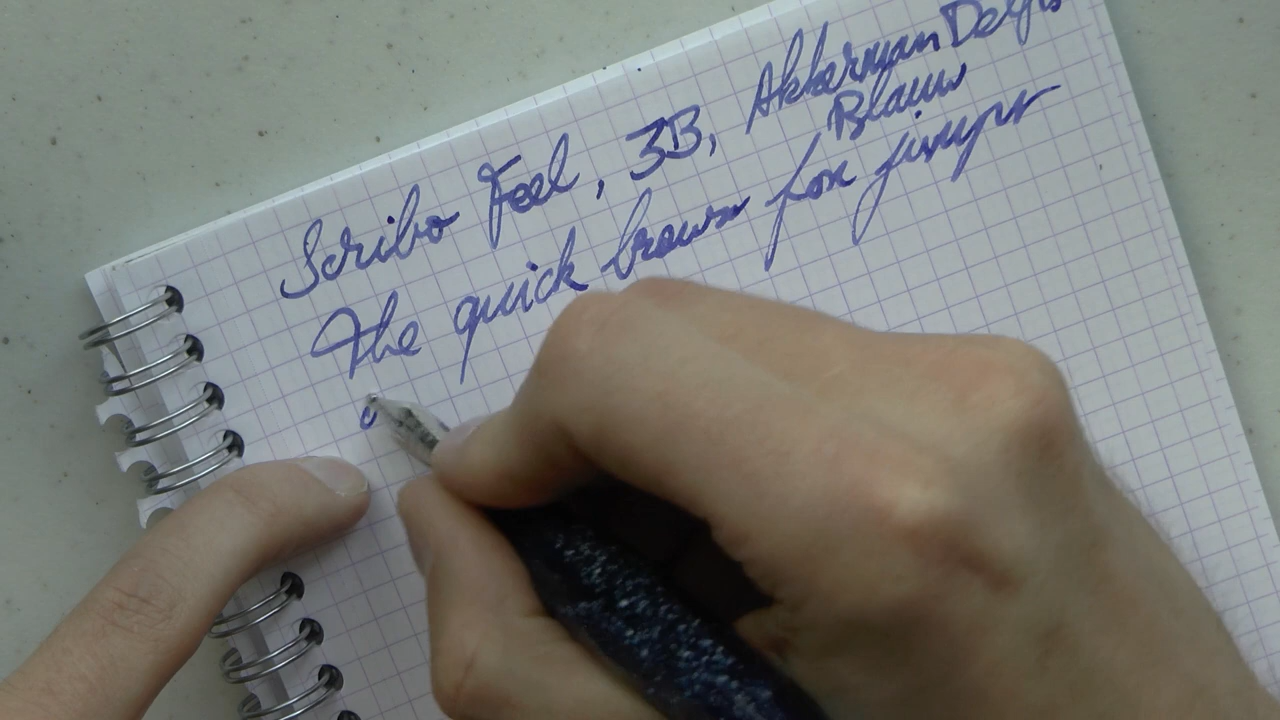 Scribo Feel, 3B, Akkerman Delfts
Blauw
The quick brown fox jumps
o